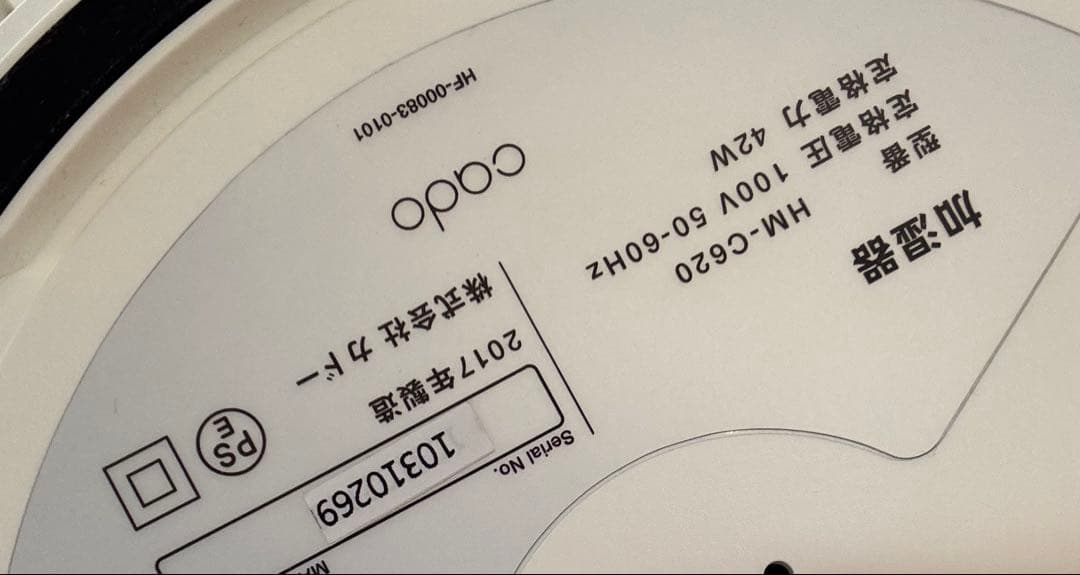 加湿器
型番 HM-C620
定格電圧 100V 50-60Hz
定格電力 42W
cado
HF-00083-0101
Serial No.
10310269
2017年製造
株式会社 カドー
PS
E
MA